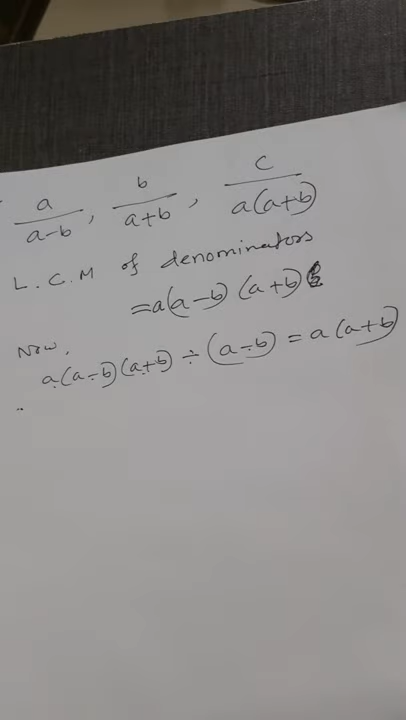 a/(a-b), b/(a+b), c/(a(a+b))
L.C.M of denominators
=a(a-b)(a+b)
Now,
a(a-b)(a+b) ÷ (a-b) = a(a+b)